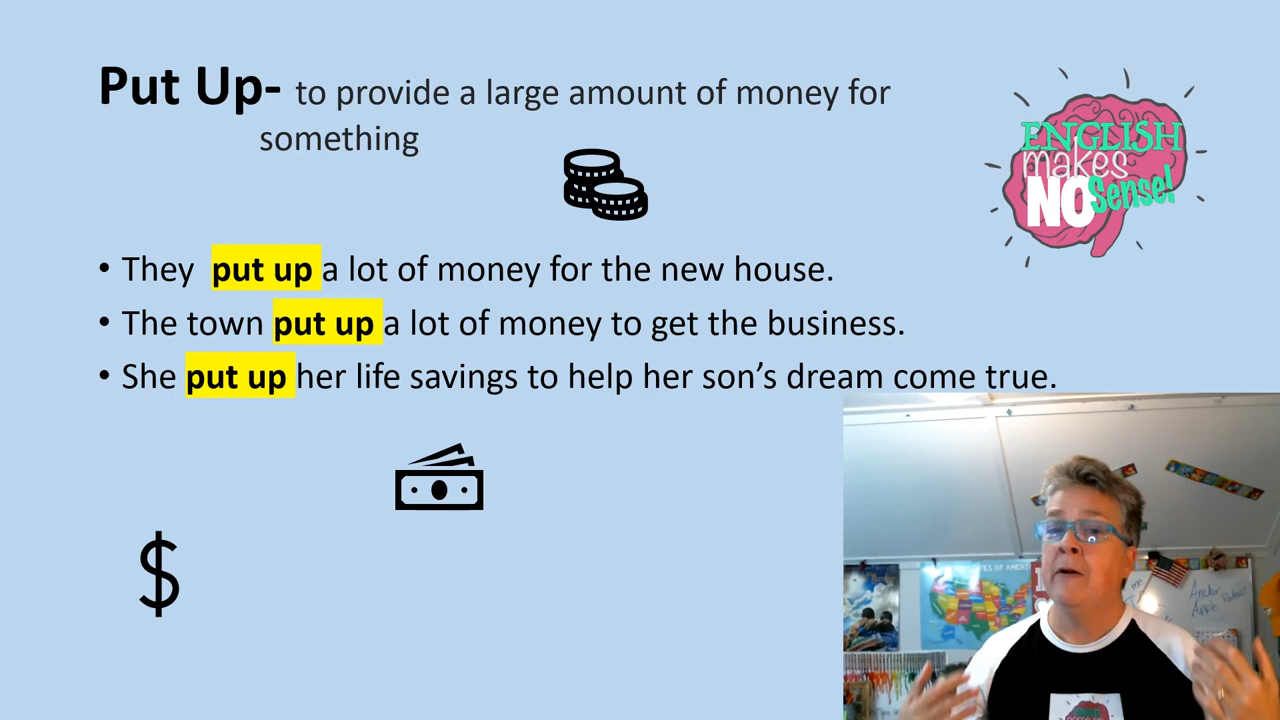 Put Up- to provide a large amount of money for
something
ENGLISH
makes
NO Sense!
• They put up a lot of money for the new house.
• The town put up a lot of money to get the business.
• She put up her life savings to help her son’s dream come true.
$
Anchor
Apple